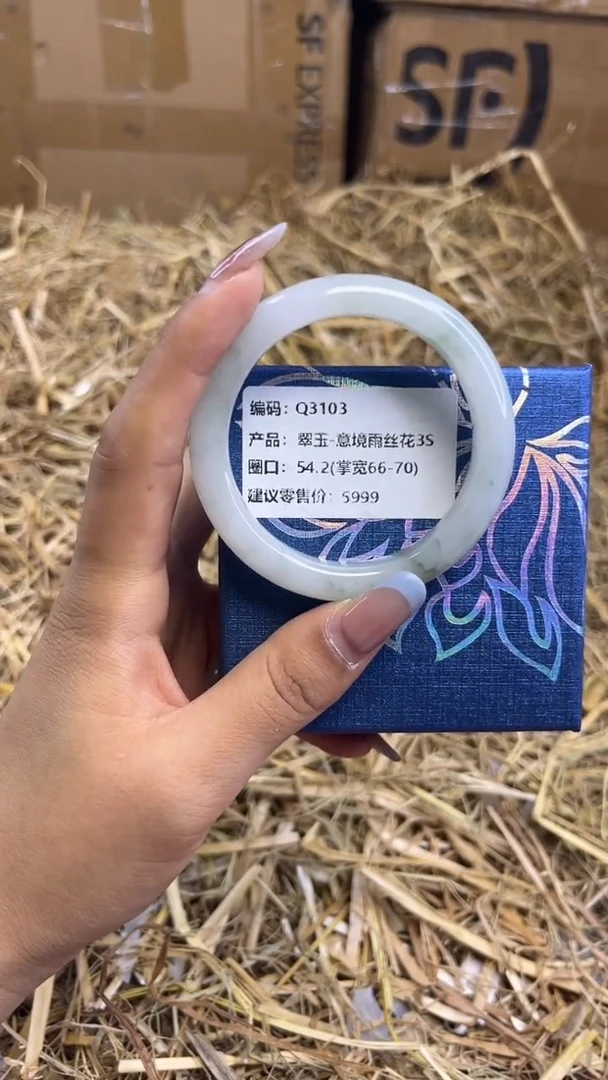 SF EXPRESS
SF
编码：Q3103
产品：翠玉-意境雨丝花3S
圈口：54.2(掌宽66-70)
建议零售价：5999